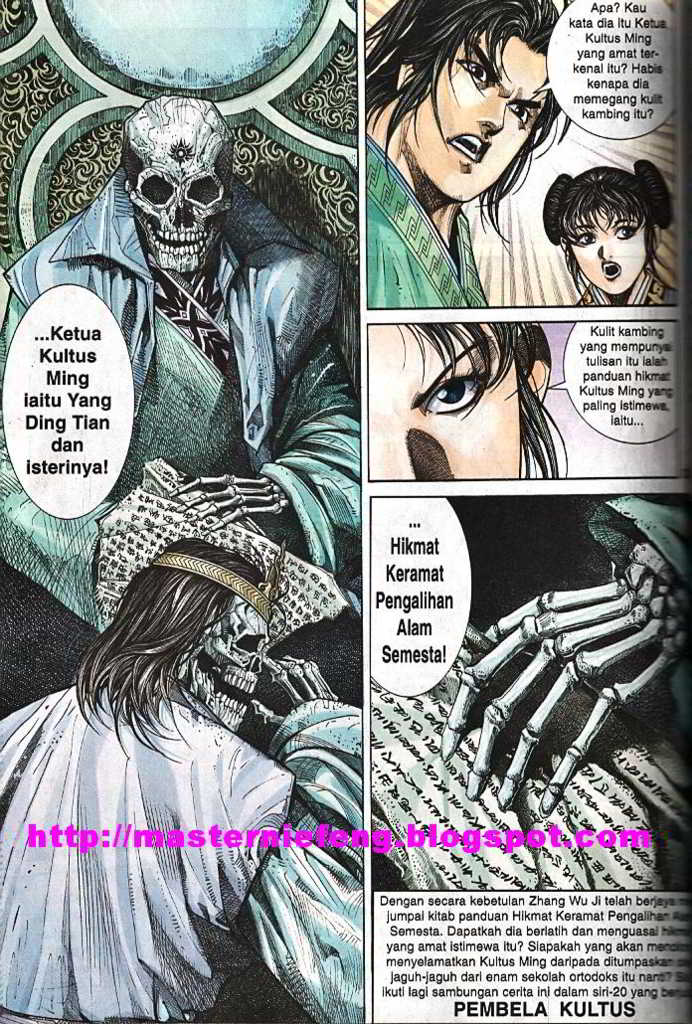 ...Ketua
Kultus
Ming
iaitu Yang
Ding Tian
dan
isterinya!
Apa? Kau
kata dia itu Ketua
Kultus Ming
yang amat ter-
kenal itu? Habis
kenapa dia
memegang kulit
kambing itu?
Kulit kambing
yang mempunyai
tulisan itu ialah
panduan hikmat
Kultus Ming yang
paling istimewa,
iaitu...
...
Hikmat
Keramat
Pengalihan
Alam
Semesta!
http://masterniefeng.blogspot.com
Dengan secara kebetulan Zhang Wu Ji telah berjaya
jumpai kitab panduan Hikmat Keramat Pengalihan
Semesta. Dapatkah dia berlatih dan menguasai
yang amat istimewa itu? Siapakah yang akan
menyelamatkan Kultus Ming daripada ditumpaskan
jaguh-jaguh dari enam sekolah ortodoks itu nanti?
ikuti lagi sambungan cerita ini dalam siri-20 yang
PEMBELA KULTUS